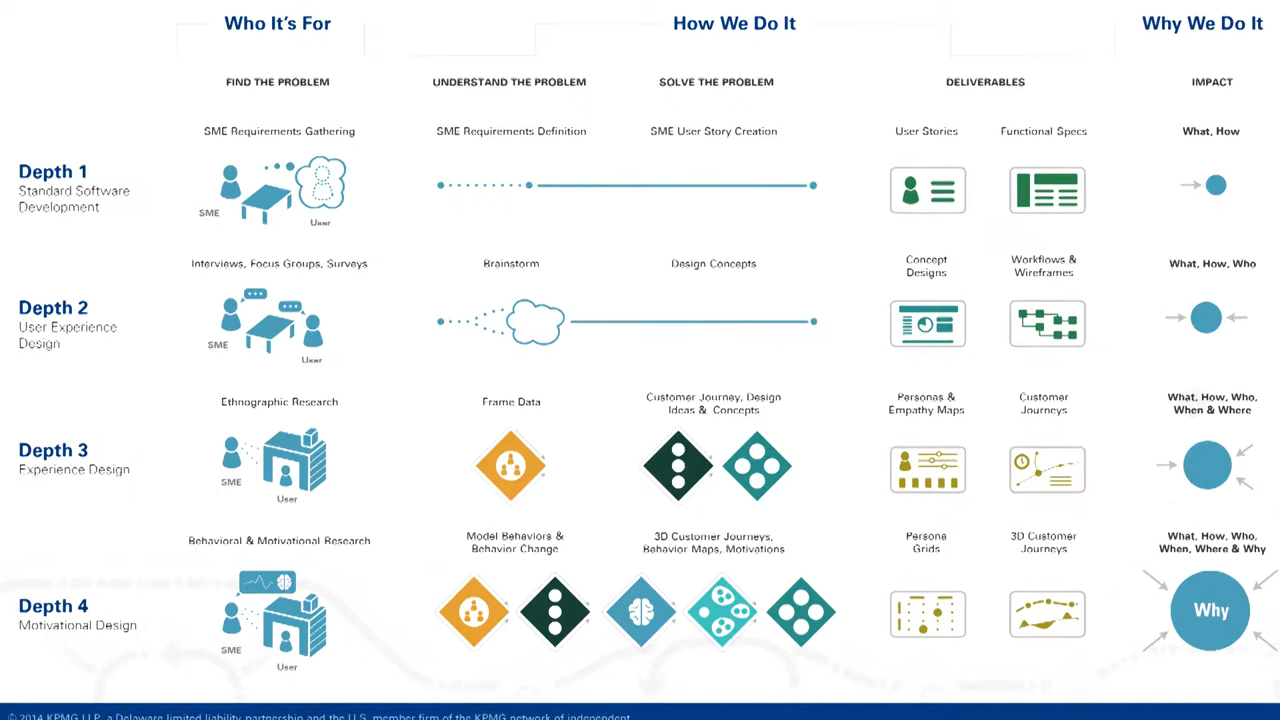 Who It's For
How We Do It
Why We Do It
FIND THE PROBLEM
UNDERSTAND THE PROBLEM
SOLVE THE PROBLEM
DELIVERABLES
IMPACT
Depth 1
Standard Software
Development
SME Requirements Gathering
SME
User
SME Requirements Definition
SME User Story Creation
User Stories
Functional Specs
What, How
Depth 2
User Experience
Design
Interviews, Focus Groups, Surveys
SME
User
Brainstorm
Design Concepts
Concept
Designs
Workflows &
Wireframes
What, How, Who
Depth 3
Experience Design
Ethnographic Research
SME
User
Frame Data
Customer Journey, Design
Ideas & Concepts
Personas &
Empathy Maps
Customer
Journeys
What, How, Who,
When & Where
Depth 4
Motivational Design
Behavioral & Motivational Research
SME
User
Model Behaviors &
Behavior Change
3D Customer Journeys,
Behavior Maps, Motivations
Persona
Grids
3D Customer
Journeys
What, How, Who,
When, Where & Why
Why
© 2014 KPMG LLP, a Delaware limited liability partnership and the U.S. member firm of the KPMG network of independent